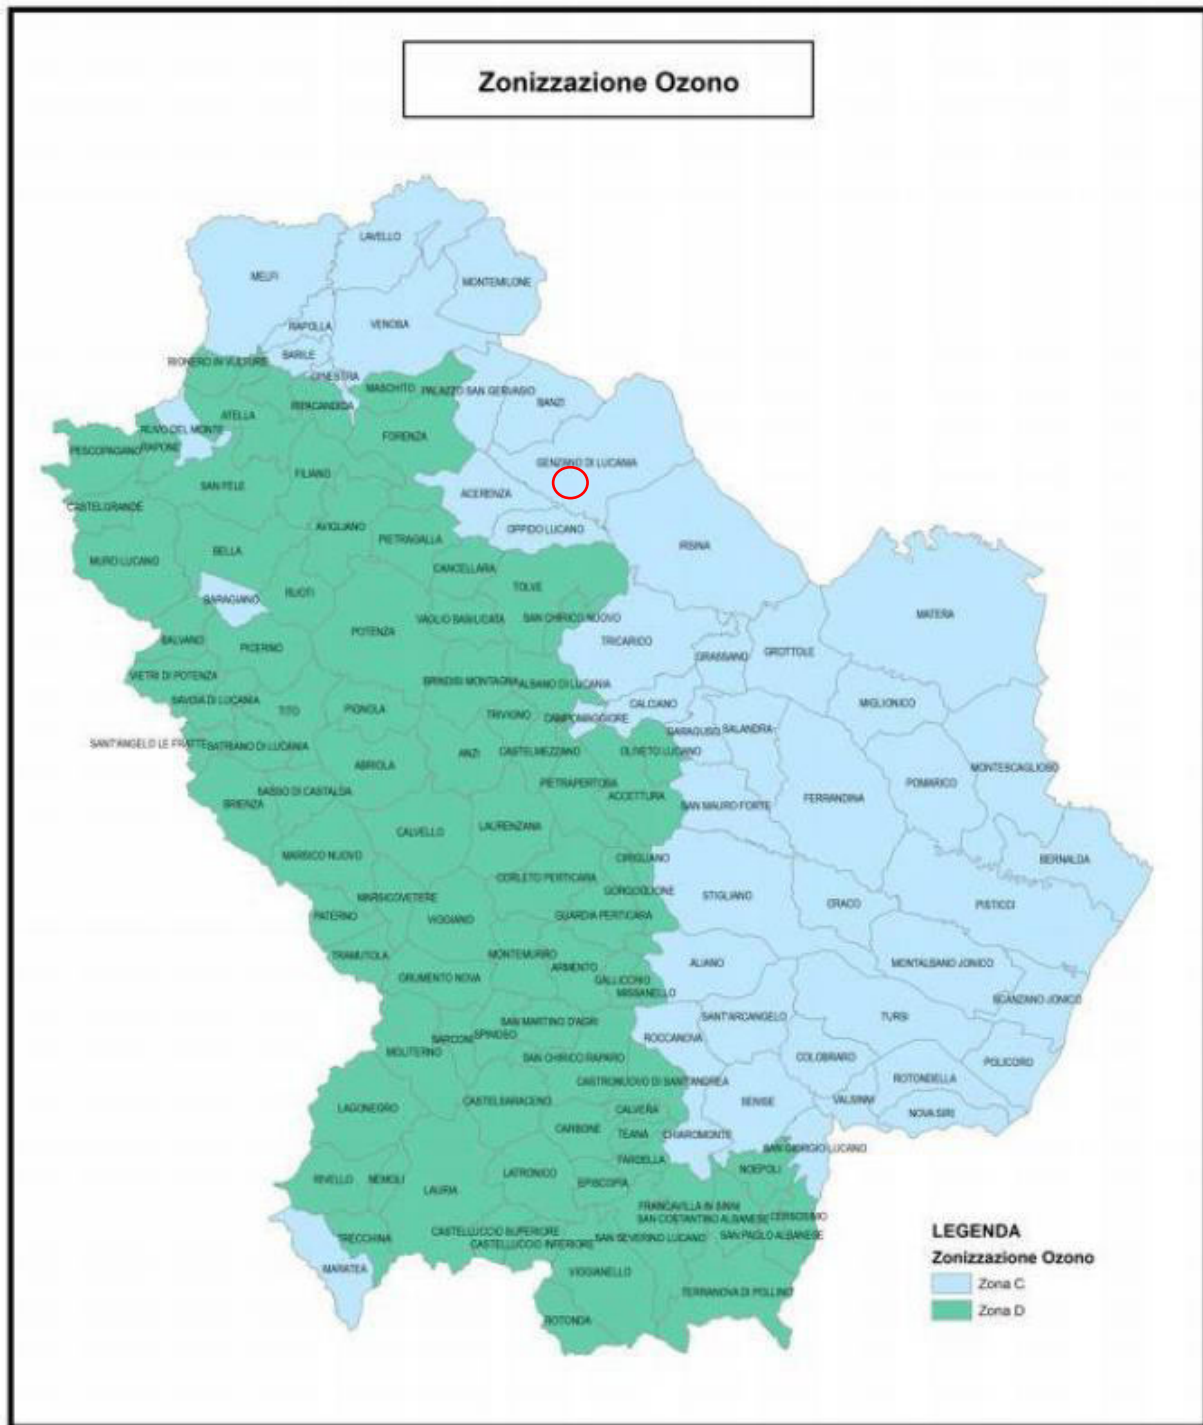 Zonizzazione Ozono
LAVELLO
MELFI
MONTEMILONE
RAPOLLA
VENOSA
BARILE
RIONERO IN VULTURE
GINESTRA
MASCHITO
PALAZZO SAN GERVASIO
BANZI
RIPACANDIDA
ATELLA
RUVO DEL MONTE
FORENZA
PESCOPAGANO
RAPONE
GENZANO DI LUCANIA
FILIANO
SAN FELE
ACERENZA
CASTELGRANDE
AVIGLIANO
OPPIDO LUCANO
PIETRAGALLA
IRSINA
BELLA
MURO LUCANO
CANCELLARA
TOLVE
RUOTI
BARAGIANO
MATERA
VAGLIO BASILICATA
SAN CHIRICO NUOVO
POTENZA
BALVANO
TRICARICO
PICERNO
GROTTOLE
GRASSANO
VIETRI DI POTENZA
BRINDISI MONTAGNA
ALBANO DI LUCANIA
SAVOIA DI LUCANIA
CALCIANO
MIGLIONICO
TITO
PIGNOLA
TRIVIGNO
CAMPOMAGGIORE
GARAGUSO
SALANDRA
SANT'ANGELO LE FRATTE
SATRIANO DI LUCANIA
ANZI
CASTELMEZZANO
OLIVETO LUCANO
ABRIOLA
MONTESCAGLIOSO
PIETRAPERTOSA
POMARICO
SASSO DI CASTALDA
ACCETTURA
FERRANDINA
BRIENZA
SAN MAURO FORTE
LAURENZANA
CALVELLO
MARSICO NUOVO
CIRIGLIANO
BERNALDA
CORLETO PERTICARA
GORGOGLIONE
MARSICOVETERE
STIGLIANO
CRACO
PISTICCI
PATERNO
VIGGIANO
GUARDIA PERTICARA
TRAMUTOLA
MONTEMURRO
ARMENTO
ALIANO
MONTALBANO JONICO
GRUMENTO NOVA
GALLICCHIO
MISSANELLO
SCANZANO JONICO
SAN MARTINO D'AGRI
SANT'ARCANGELO
TURSI
SARCONI
SPINOSO
ROCCANOVA
MOLITERNO
SAN CHIRICO RAPARO
COLOBRARO
POLICORO
CASTRONUOVO DI SANT'ANDREA
ROTONDELLA
CASTELSARACENO
SENISE
VALSINNI
LAGONEGRO
CALVERA
NOVA SIRI
CARBONE
TEANA
CHIAROMONTE
SAN GIORGIO LUCANO
FARDELLA
NOEPOLI
LATRONICO
RIVELLO
NEMOLI
EPISCOPIA
LAURIA
FRANCAVILLA IN SINNI
SAN COSTANTINO ALBANESE
CERSOSIMO
CASTELLUCCIO SUPERIORE
SAN SEVERINO LUCANO
SAN PAOLO ALBANESE
TRECCHINA
CASTELLUCCIO INFERIORE
MARATEA
VIGGIANELLO
TERRANOVA DI POLLINO
ROTONDA
LEGENDA
Zonizzazione Ozono
Zona C
Zona D